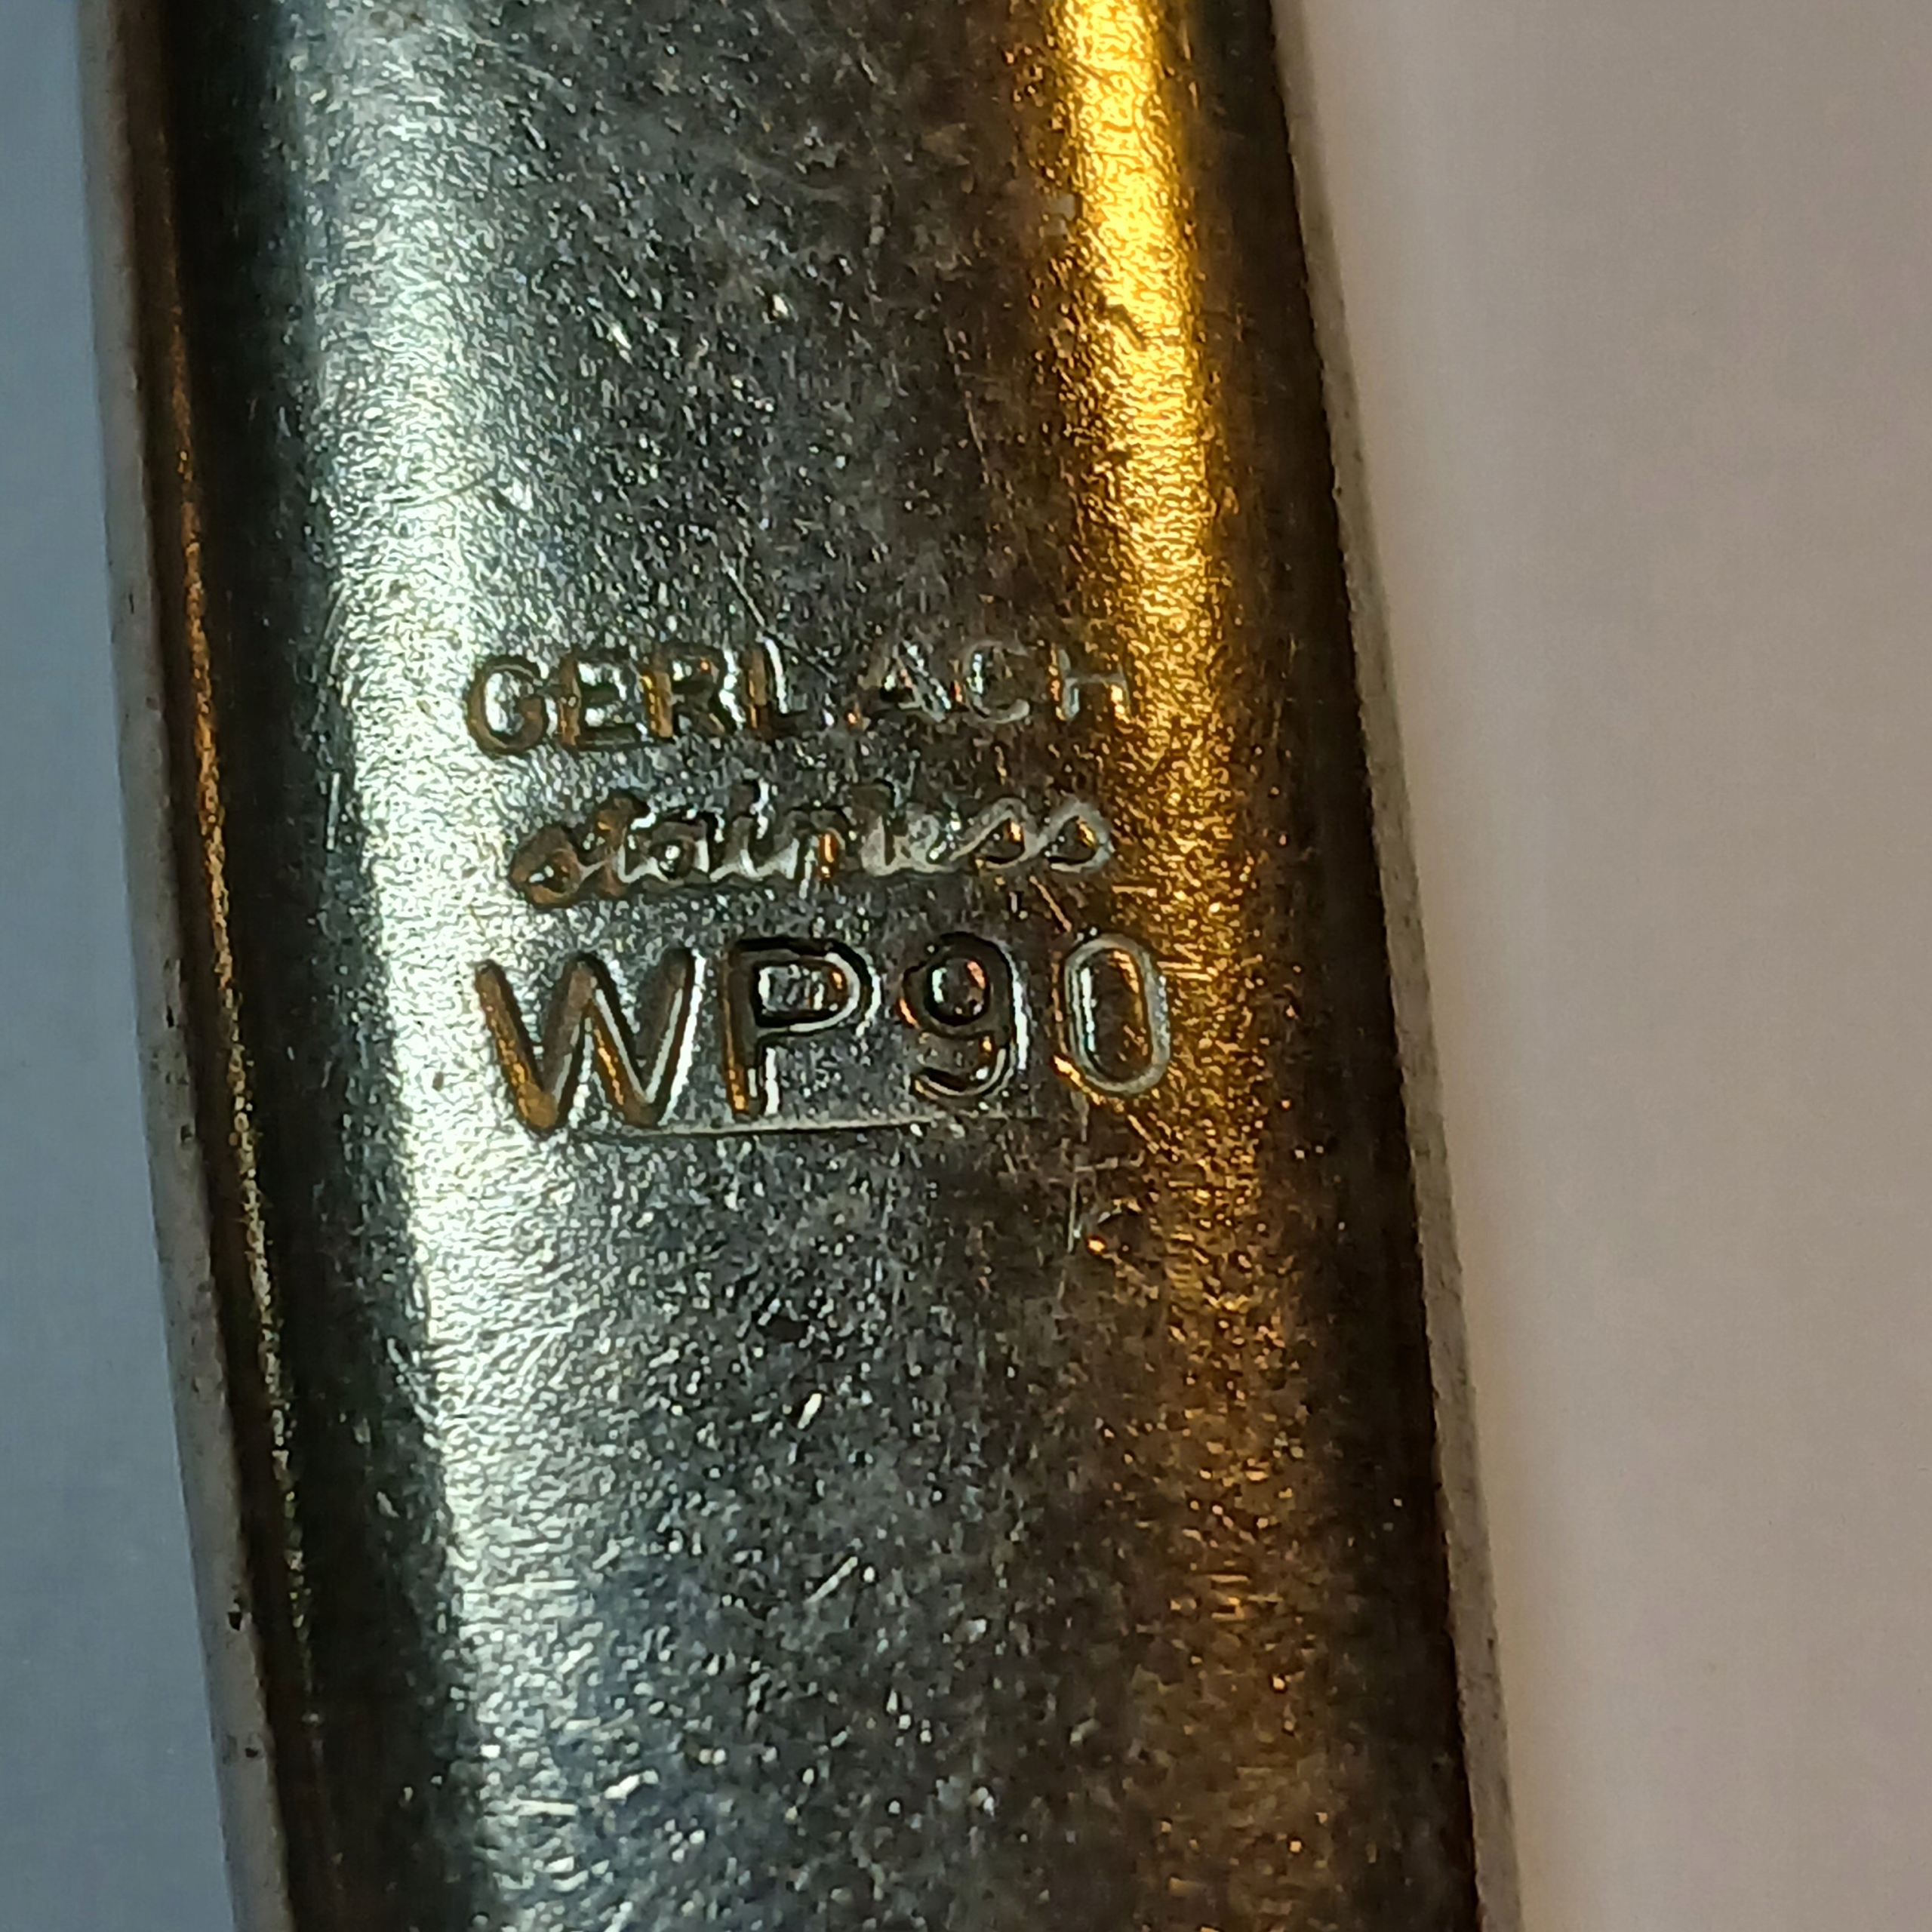 GERLACH
stainless
WP90
K